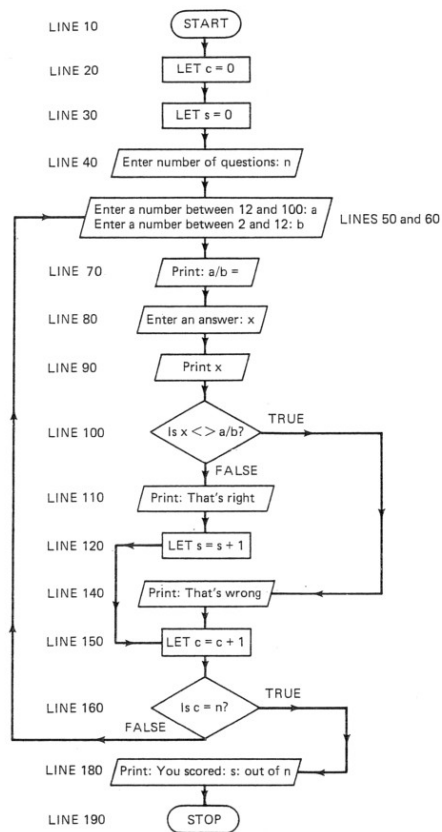 LINE 10 START
LINE 20 LET c = 0
LINE 30 LET s = 0
LINE 40 Enter number of questions: n
Enter a number between 12 and 100: a
Enter a number between 2 and 12: b
LINES 50 and 60
LINE 70 Print: a/b =
LINE 80 Enter an answer: x
LINE 90 Print x
TRUE
LINE 100 Is x <> a/b?
FALSE
LINE 110 Print: That's right
LINE 120 LET s = s + 1
LINE 140 Print: That's wrong
LINE 150 LET c = c + 1
TRUE
LINE 160 Is c = n?
FALSE
LINE 180 Print: You scored: s: out of n
LINE 190 STOP